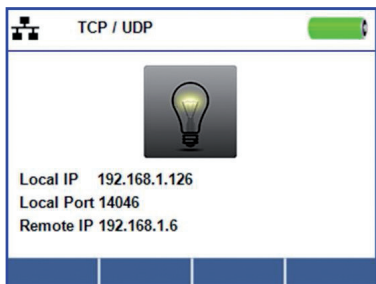 TCP / UDP
Local IP 192.168.1.126
Local Port 14046
Remote IP 192.168.1.6